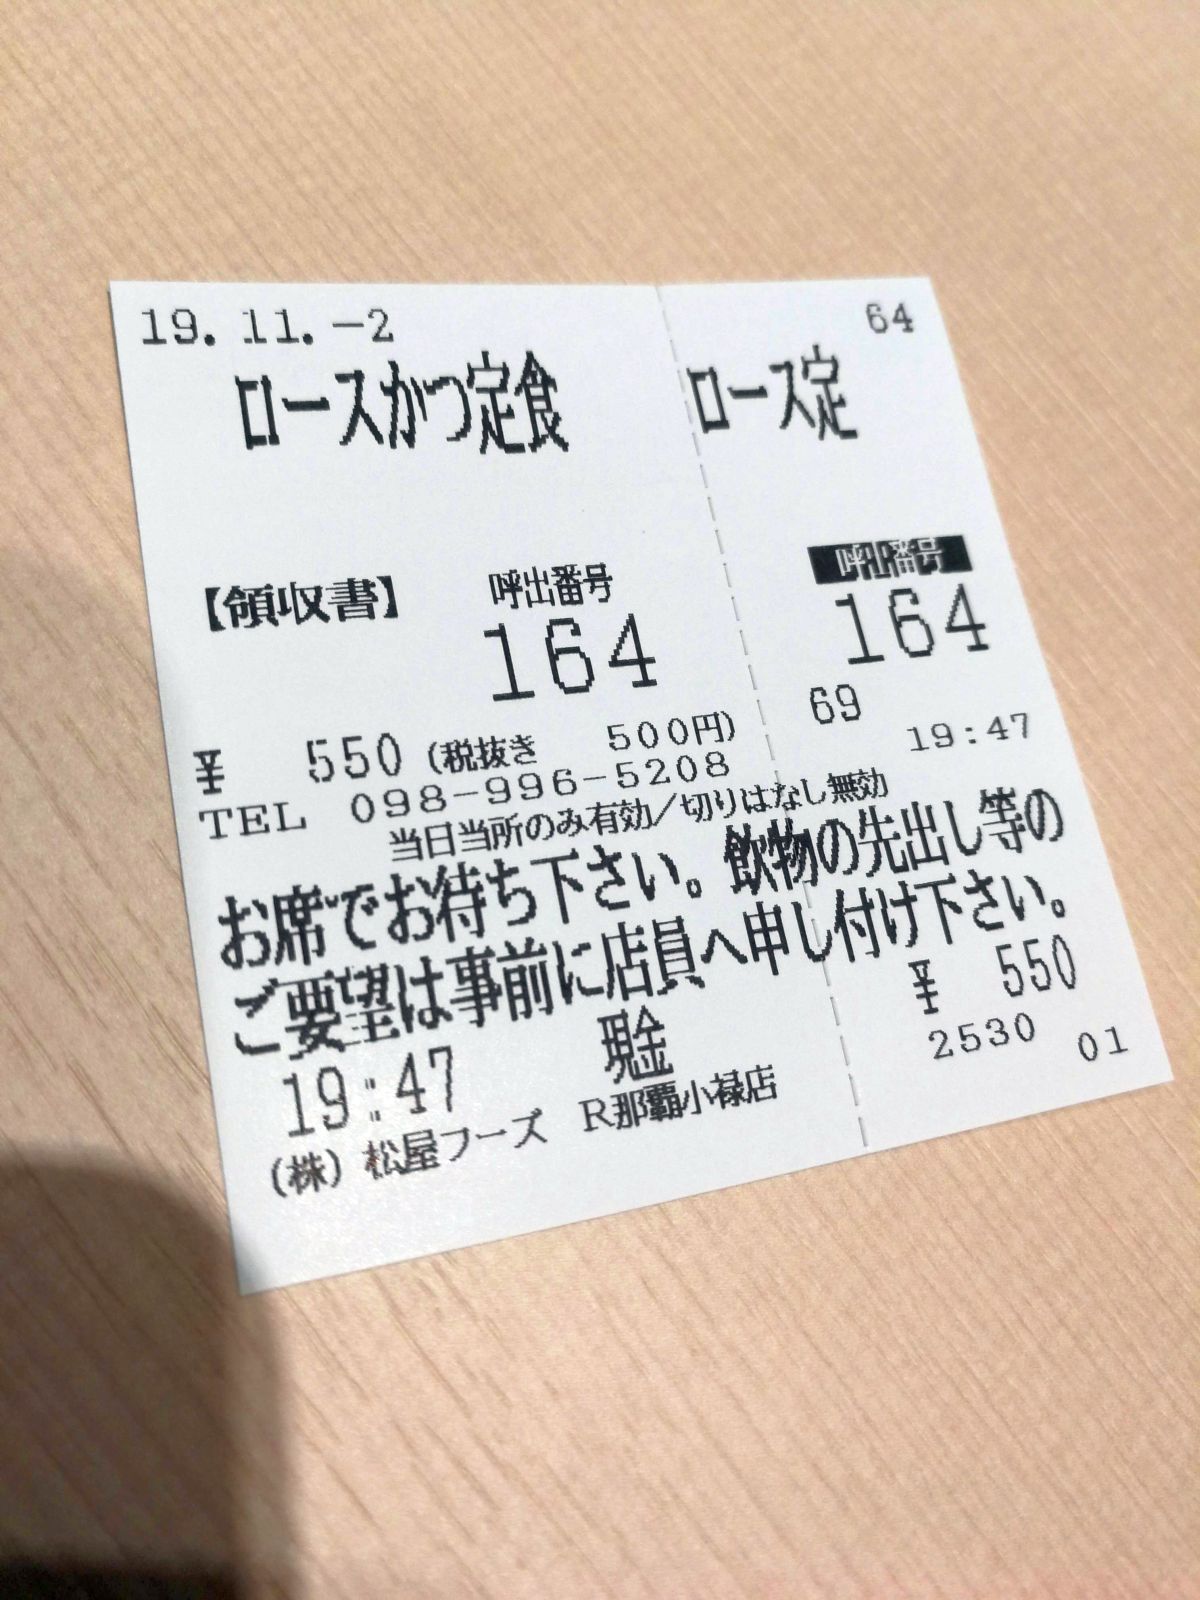 19.11.-2
ロースかつ定食
【領収書】
呼出番号
164
¥ 550 (税抜き 500円)
TEL 098-996-5208
当日当所のみ有効/切りはなし無効
お席でお待ち下さい。飲物の先出し等の
ご要望は事前に店員へ申し付け下さい。
19:47 現金
(株)松屋フーズ R那覇小禄店
64
ロース定
呼出番号
164
69
19:47
¥ 550
2530 01